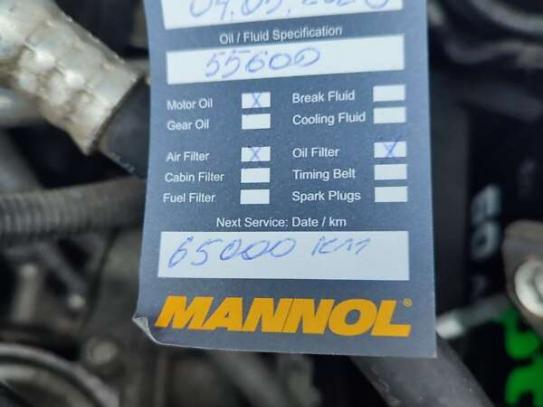 Oil / Fluid Specification
55600
Motor Oil X Break Fluid
Gear Oil Cooling Fluid
Air Filter X Oil Filter X
Cabin Filter Timing Belt
Fuel Filter Spark Plugs
Next Service: Date / km
65000 KM
MANNOL®